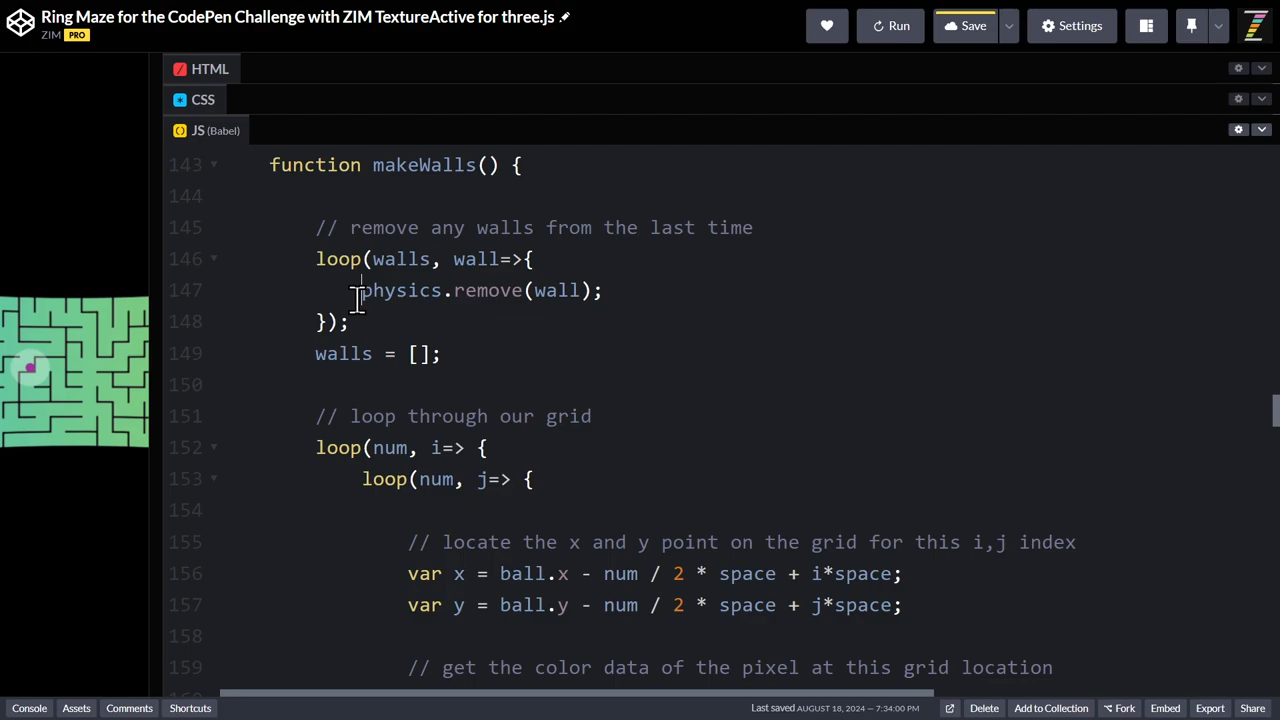 Ring Maze for the CodePen Challenge with ZIM TextureActive for three.js
ZIM PRO
Run
Save
Settings
HTML
CSS
JS (Babel)
143 function makeWalls() {
144
145 // remove any walls from the last time
146 loop(walls, wall=>{
147 physics.remove(wall);
148 });
149 walls = [];
150
151 // loop through our grid
152 loop(num, i=> {
153 loop(num, j=> {
154
155 // locate the x and y point on the grid for this i,j index
156 var x = ball.x - num / 2 * space + i*space;
157 var y = ball.y - num / 2 * space + j*space;
158
159 // get the color data of the pixel at this grid location
Console Assets Comments Shortcuts Last saved AUGUST 18, 2024 — 7:34:00 PM Delete Add to Collection Fork Embed Export Share